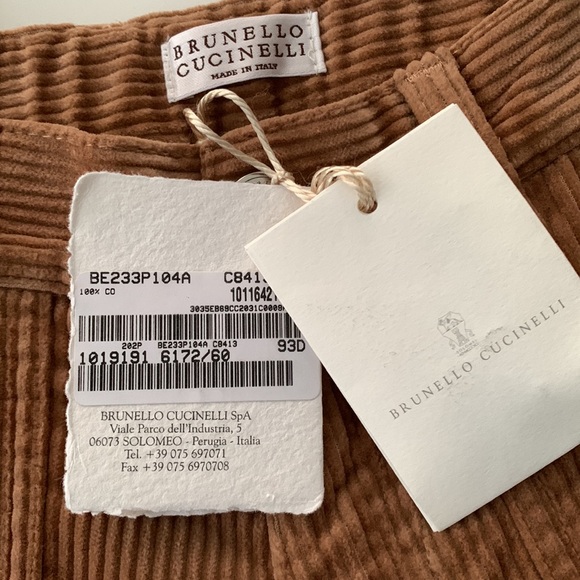 BRUNELLO
CUCINELLI
MADE IN ITALY
BE233P104A
100% CO
202P BE233P104A C8413
1019191 6172/60 93D
BRUNELLO CUCINELLI SpA
Viale Parco dell'Industria, 5
06073 SOLOMEO - Perugia - Italia
Tel. +39 075 697071
Fax +39 075 6970708
BRUNELLO CUCINELLI